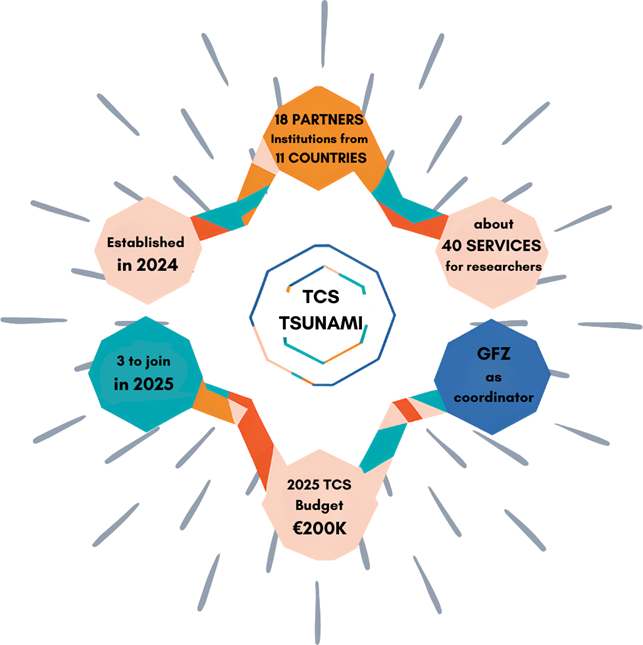 18 PARTNERS
Institutions from
11 COUNTRIES
Established
in 2024
about
40 SERVICES
for researchers
TCS
TSUNAMI
3 to join
in 2025
GFZ
as
coordinator
2025 TCS
Budget
€200K